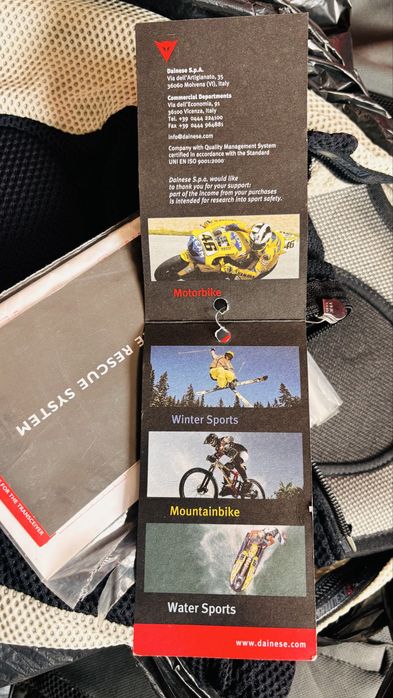 Dainese S.p.A.
Via dell'Artigianato, 35
36060 Molvena (VI), Italy
Commercial Departments
Via dell'Economia, 91
36100 Vicenza, Italy
Tel. +39 0444 224100
Fax +39 0444 964881
info@dainese.com
Company with Quality Management System
certified in accordance with the Standard
UNI EN ISO 9001:2000
Dainese S.p.a. would like
to thank you for your support:
part of the income from your purchases
is intended for research into sport safety.
46
46
Motorbike
Winter Sports
Mountainbike
Water Sports
www.dainese.com
E RESCUE SYSTEM
FOR THE TRANSCEIVER